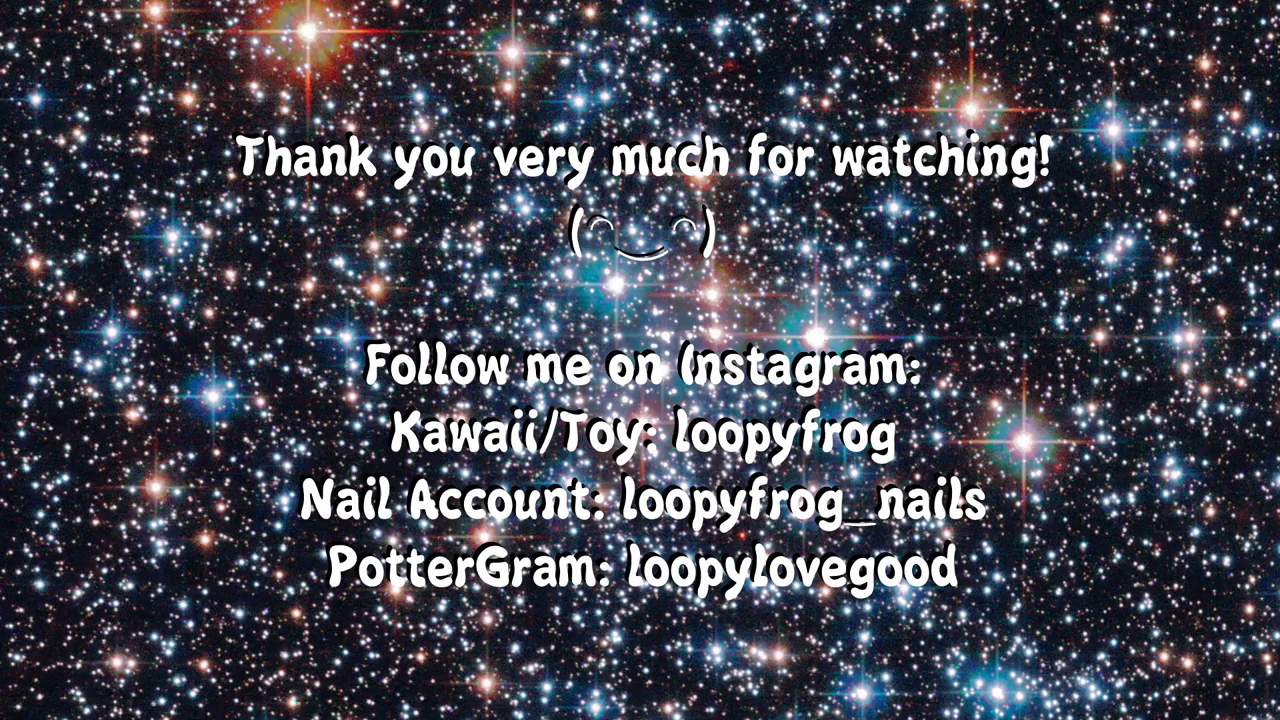 Thank you very much for watching!
(◠‿◠)
Follow me on Instagram:
Kawaii/Toy: loopyfrog
Nail Account: loopyfrog_nails
PotterGram: loopylovegood